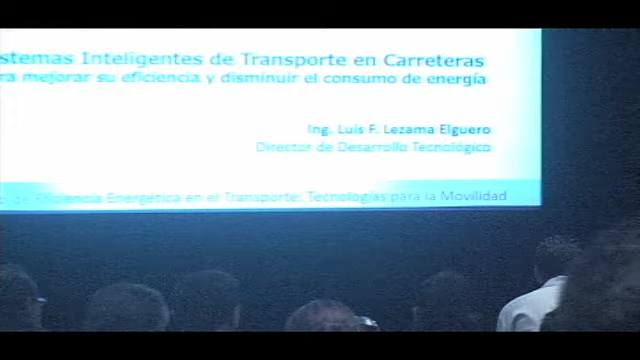 stemas Inteligentes de Transporte en Carreteras
ra mejorar su eficiencia y disminuir el consumo de energía
Ing. Luis F. Lezama Elguero
Director de Desarrollo Tecnológico
de Eficiencia Energética en el Transporte: Tecnologías para la Movilidad